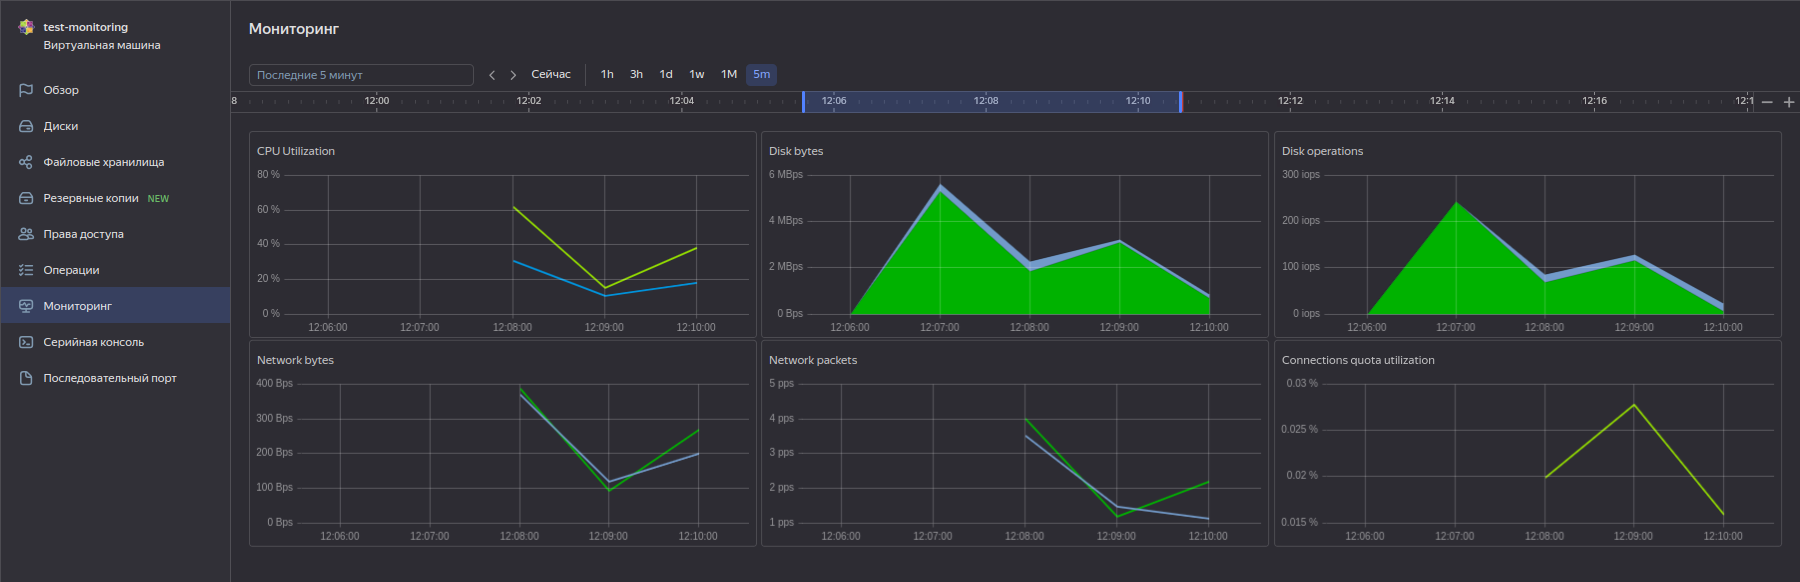 test-monitoring
Виртуальная машина
Обзор
Диски
Файловые хранилища
Резервные копии NEW
Права доступа
Операции
Мониторинг
Серийная консоль
Последовательный порт
Мониторинг
Последние 5 минут
Сейчас 1h 3h 1d 1w 1M 5m
8 12:00 12:02 12:04 12:06 12:08 12:10 12:12 12:14 12:16 12:1
CPU Utilization
80 %
60 %
40 %
20 %
0 %
12:06:00 12:07:00 12:08:00 12:09:00 12:10:00
Disk bytes
6 MBps
4 MBps
2 MBps
0 Bps
12:06:00 12:07:00 12:08:00 12:09:00 12:10:00
Disk operations
300 iops
200 iops
100 iops
0 iops
12:06:00 12:07:00 12:08:00 12:09:00 12:10:00
Network bytes
400 Bps
300 Bps
200 Bps
100 Bps
0 Bps
12:06:00 12:07:00 12:08:00 12:09:00 12:10:00
Network packets
5 pps
4 pps
3 pps
2 pps
1 pps
12:06:00 12:07:00 12:08:00 12:09:00 12:10:00
Connections quota utilization
0.03 %
0.025 %
0.02 %
0.015 %
12:06:00 12:07:00 12:08:00 12:09:00 12:10:00